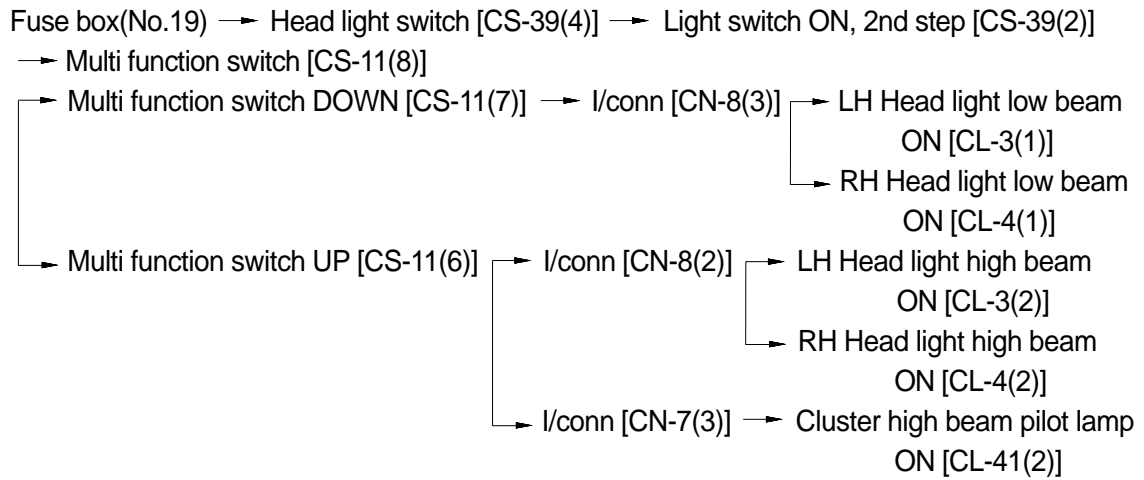 Fuse box(No.19) → Head light switch [CS-39(4)] → Light switch ON, 2nd step [CS-39(2)]
→ Multi function switch [CS-11(8)]
→ Multi function switch DOWN [CS-11(7)] → I/conn [CN-8(3)] → LH Head light low beam
ON [CL-3(1)]
→ RH Head light low beam
ON [CL-4(1)]
→ Multi function switch UP [CS-11(6)] → I/conn [CN-8(2)] → LH Head light high beam
ON [CL-3(2)]
→ RH Head light high beam
ON [CL-4(2)]
→ I/conn [CN-7(3)] → Cluster high beam pilot lamp
ON [CL-41(2)]